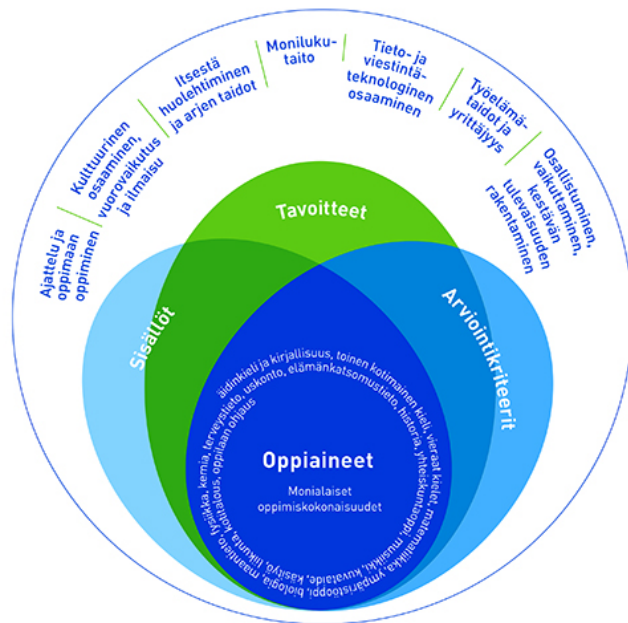 Ajattelu ja
oppimaan
oppiminen
Kulttuurinen
osaaminen,
vuorovaikutus
ja ilmaisu
Itsestä
huolehtiminen
ja arjen taidot
Moniluku-
taito
Tieto- ja
viestintä-
teknologinen
osaaminen
Työelämä-
taidot ja
yrittäjyys
Osallistuminen,
vaikuttaminen,
kestävän
tulevaisuuden
rakentaminen
Tavoitteet
Sisällöt
Arviointikriteerit
äidinkieli ja kirjallisuus, toinen kotimainen kieli, vieraat kielet, matematiikka, ympäristöoppi, biologia, maantieto, fysiikka, kemia, terveystieto, uskonto, elämänkatsomustieto, historia, yhteiskuntaoppi, musiikki, kuvataide, käsityö, liikunta, kotitalous, oppilaan ohjaus
Oppiaineet
Monialaiset
oppimiskokonaisuudet